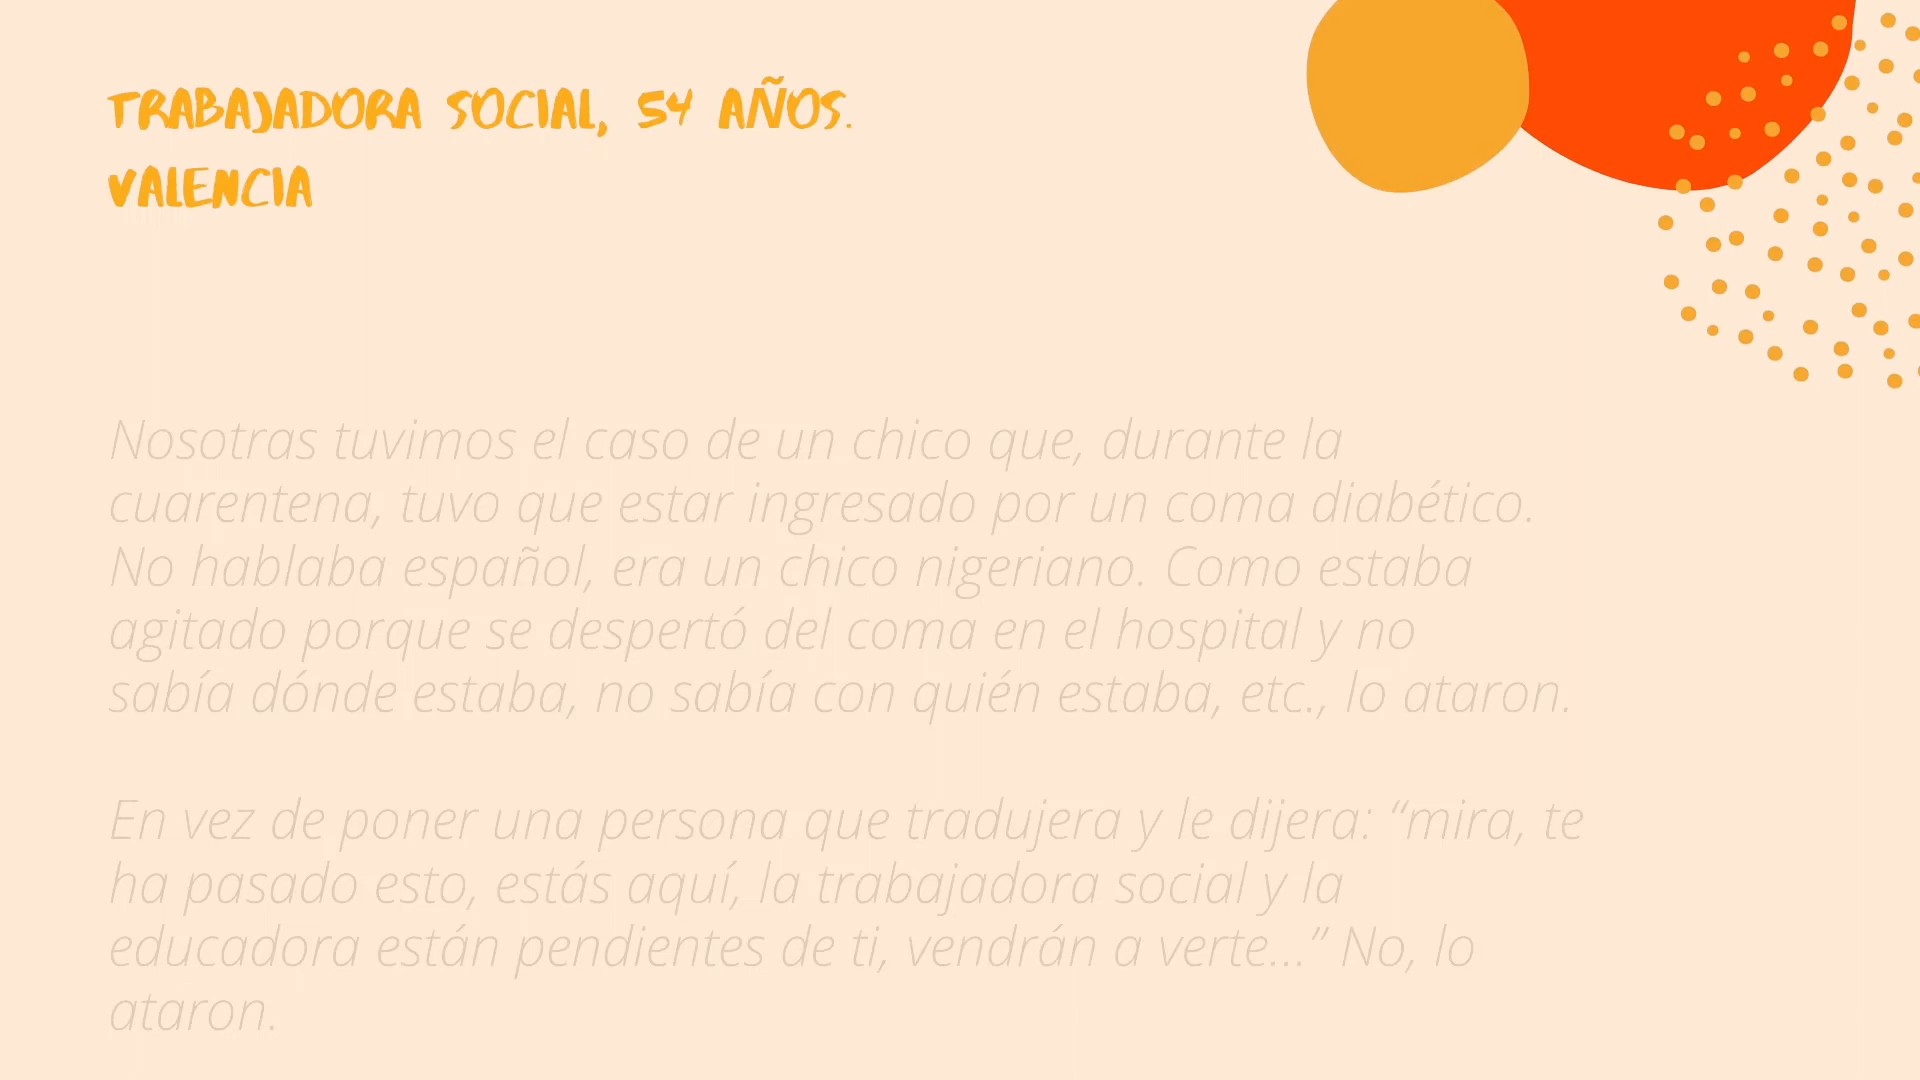 TRABAJADORA SOCIAL, 54 AÑOS.
VALENCIA
Nosotras tuvimos el caso de un chico que, durante la
cuarentena, tuvo que estar ingresado por un coma diabético.
No hablaba español, era un chico nigeriano. Como estaba
agitado porque se despertó del coma en el hospital y no
sabía dónde estaba, no sabía con quién estaba, etc., lo ataron.
En vez de poner una persona que tradujera y le dijera: “mira, te
ha pasado esto, estás aquí, la trabajadora social y la
educadora están pendientes de ti, vendrán a verte...” No, lo
ataron.